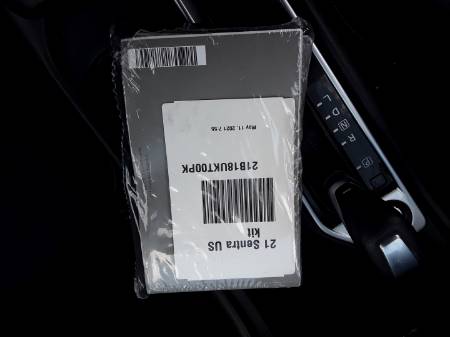 21 Sentra US
kit
21B18UKT00PK
May 11, 2021 7:55
P
R
N
D
L